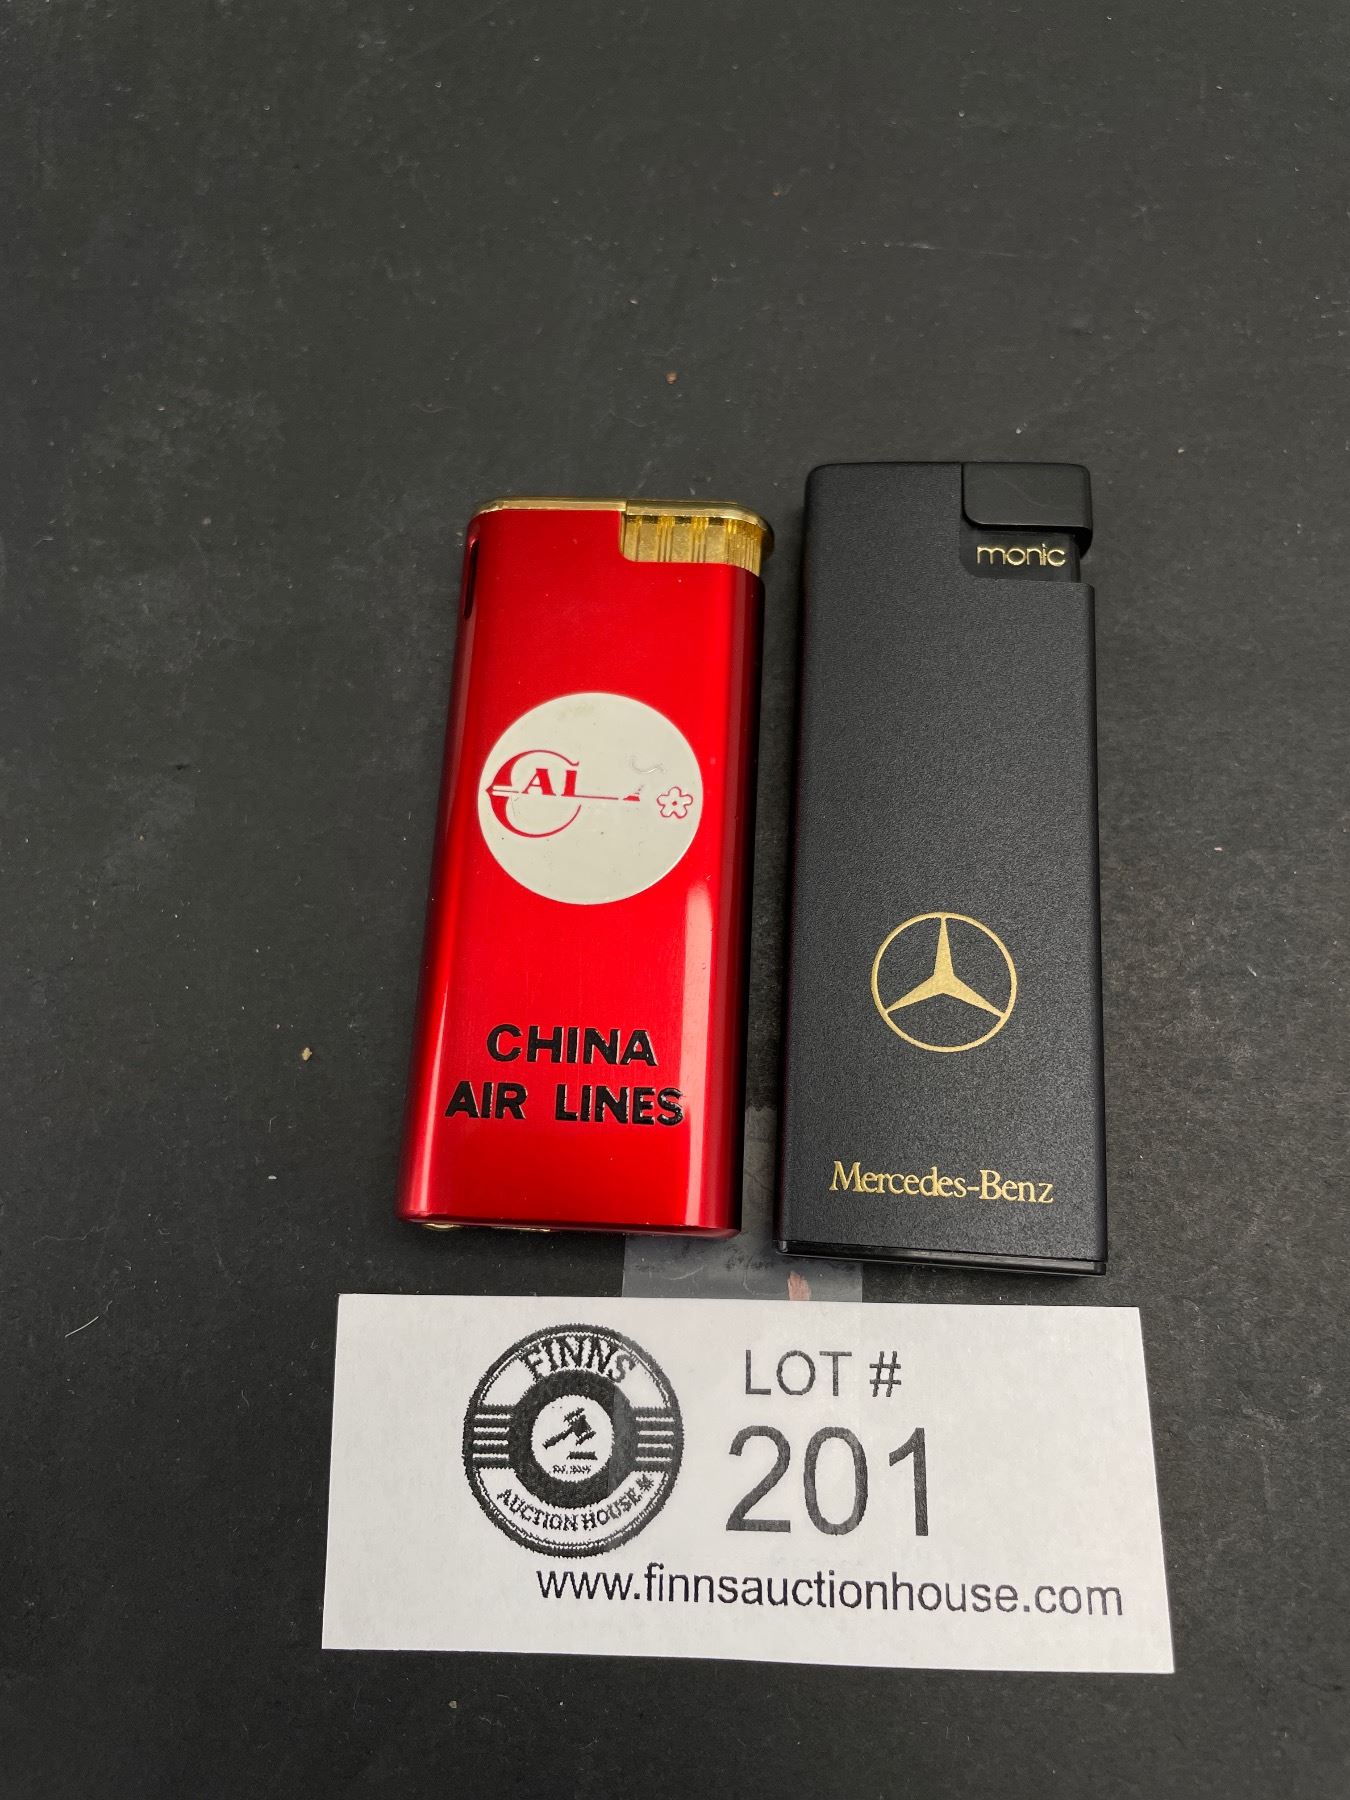 monic
CAL
CHINA
AIR LINES
Mercedes-Benz
FINNS
AUCTION HOUSE
LOT #
201
www.finnsauctionhouse.com